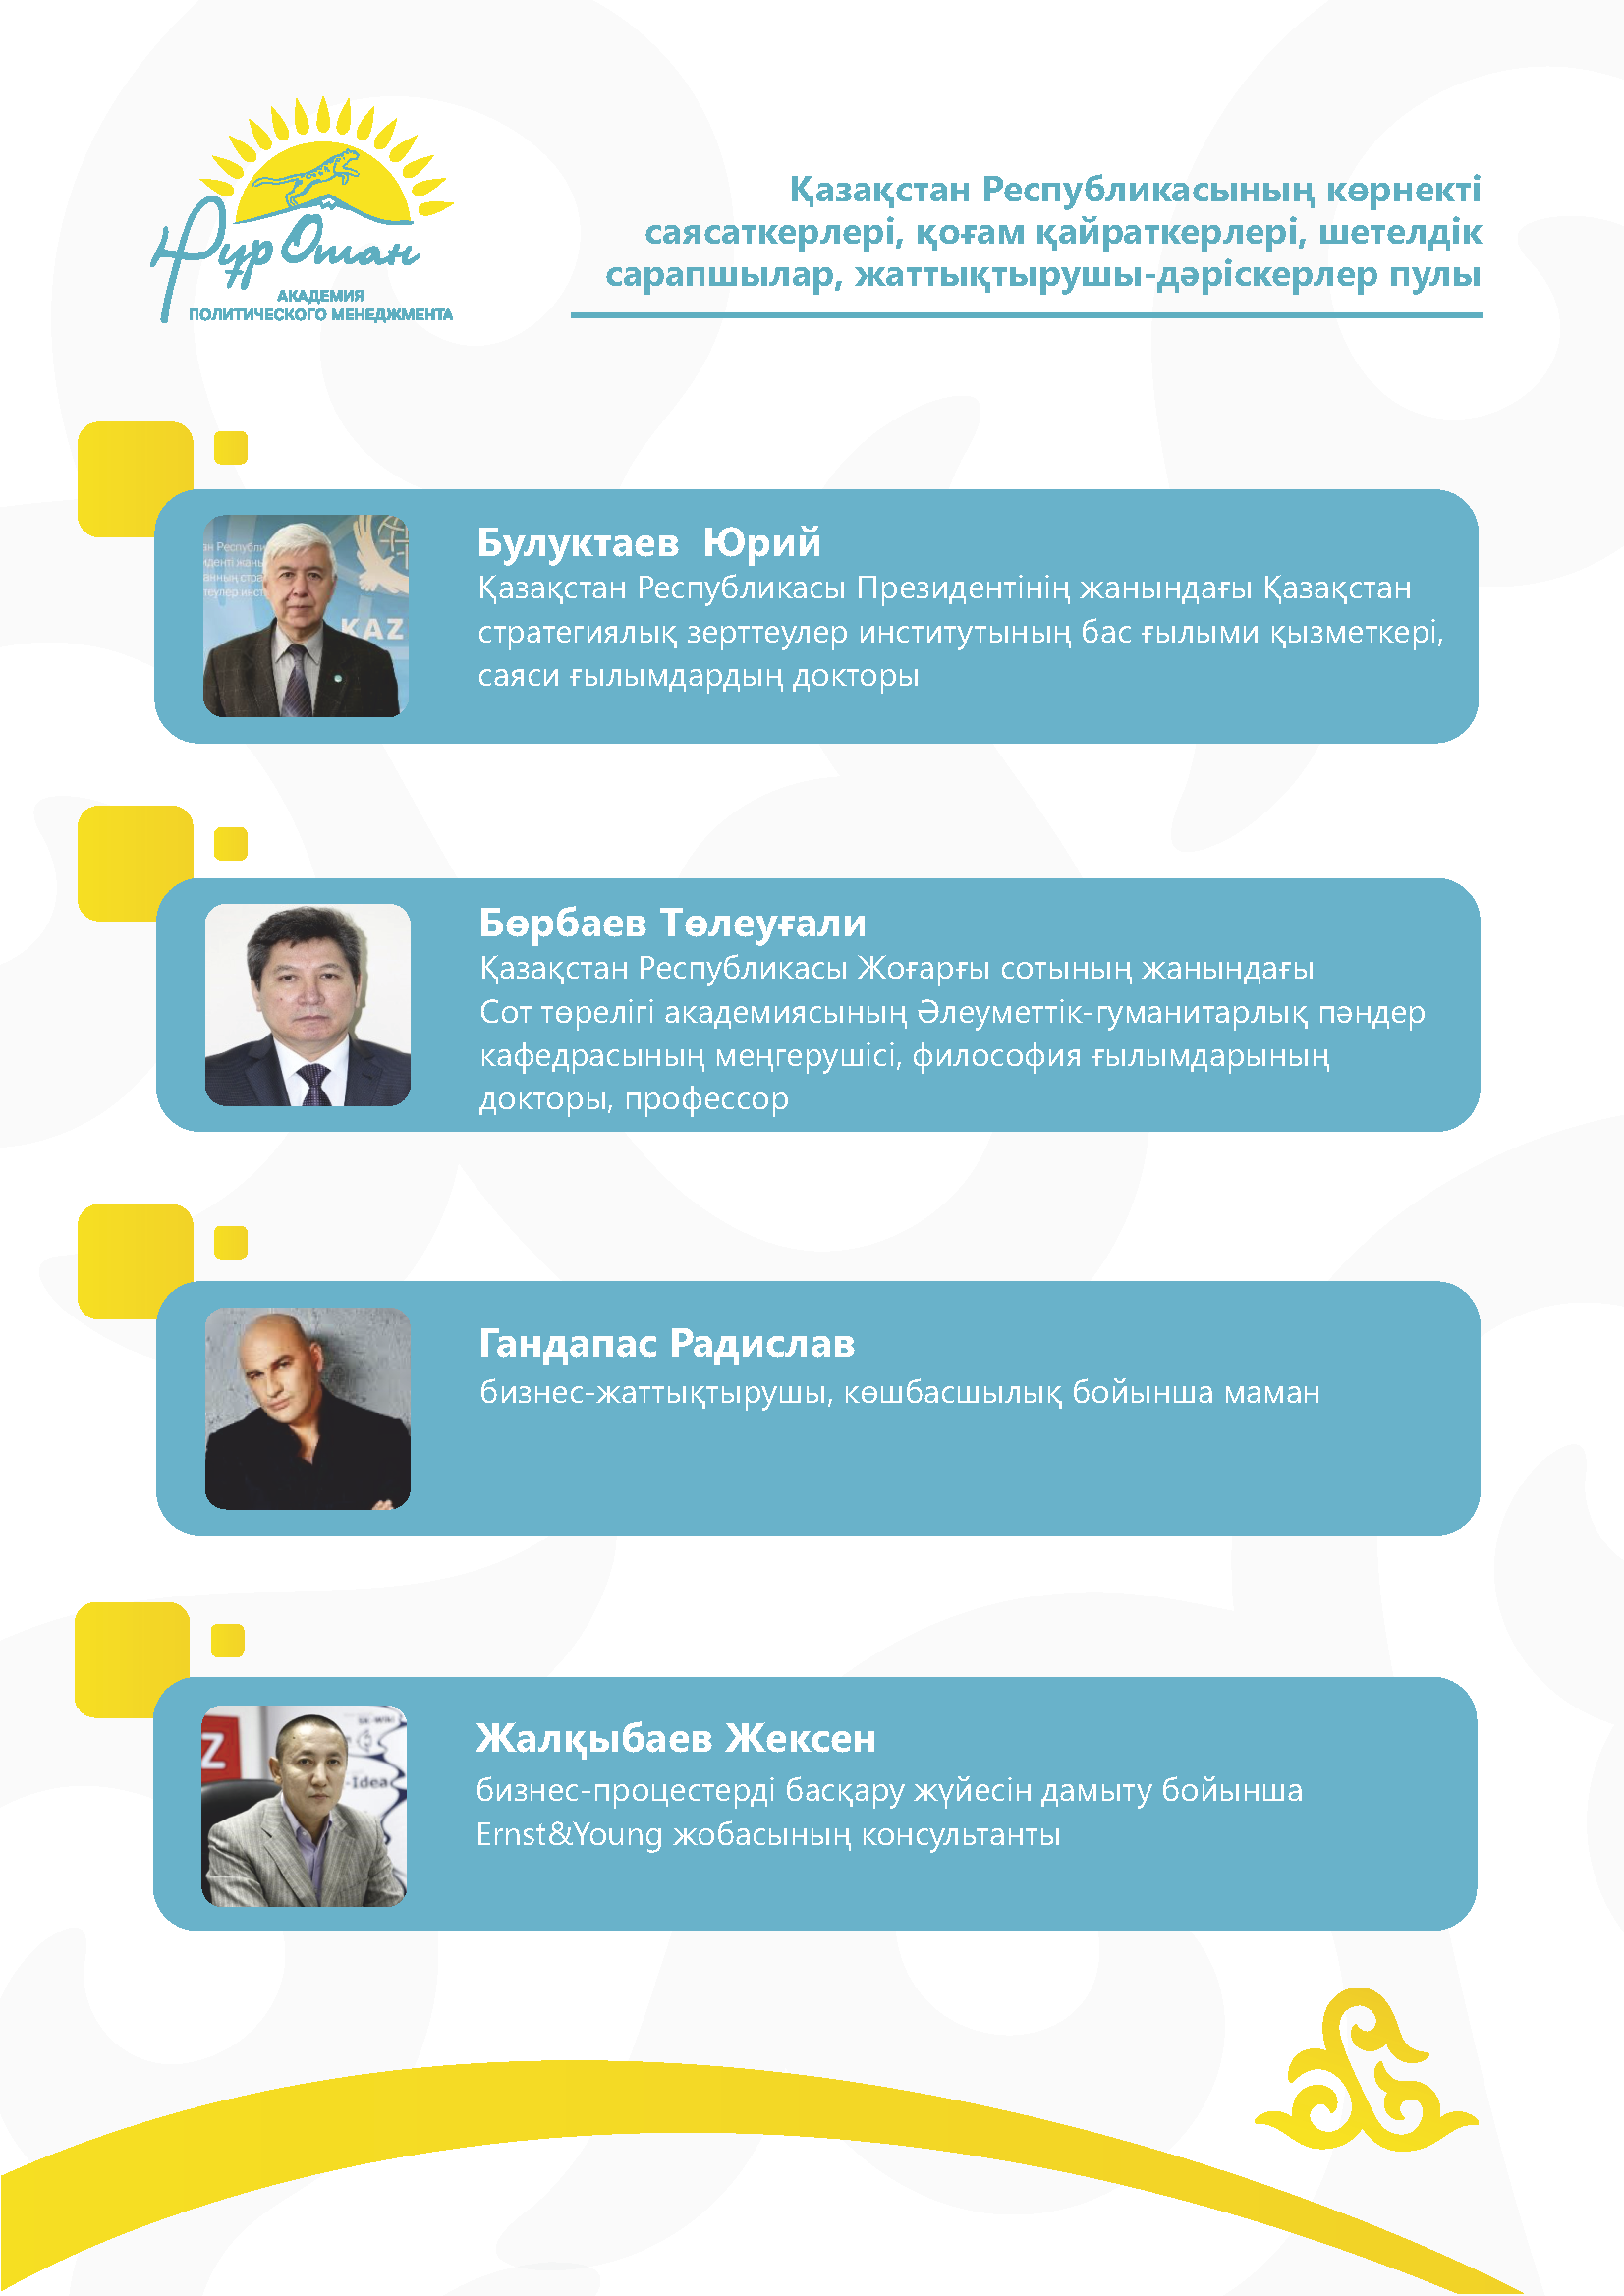 Нұр Отан
АКАДЕМИЯ
ПОЛИТИЧЕСКОГО МЕНЕДЖМЕНТА
Қазақстан Республикасының көрнекті
саясаткерлері, қоғам қайраткерлері, шетелдік
сарапшылар, жаттықтырушы-дәріскерлер пулы
KAZ
Булуктаев Юрий
Қазақстан Республикасы Президентінің жанындағы Қазақстан
стратегиялық зерттеулер институтының бас ғылыми қызметкері,
саяси ғылымдардың докторы
Бөрбаев Төлеуғали
Қазақстан Республикасы Жоғарғы сотының жанындағы
Сот төрелігі академиясының Әлеуметтік-гуманитарлық пәндер
кафедрасының меңгерушісі, философия ғылымдарының
докторы, профессор
Гандапас Радислав
бизнес-жаттықтырушы, көшбасшылық бойынша маман
Z
-Idea
Жалқыбаев Жексен
бизнес-процестерді басқару жүйесін дамыту бойынша
Ernst&Young жобасының консультанты